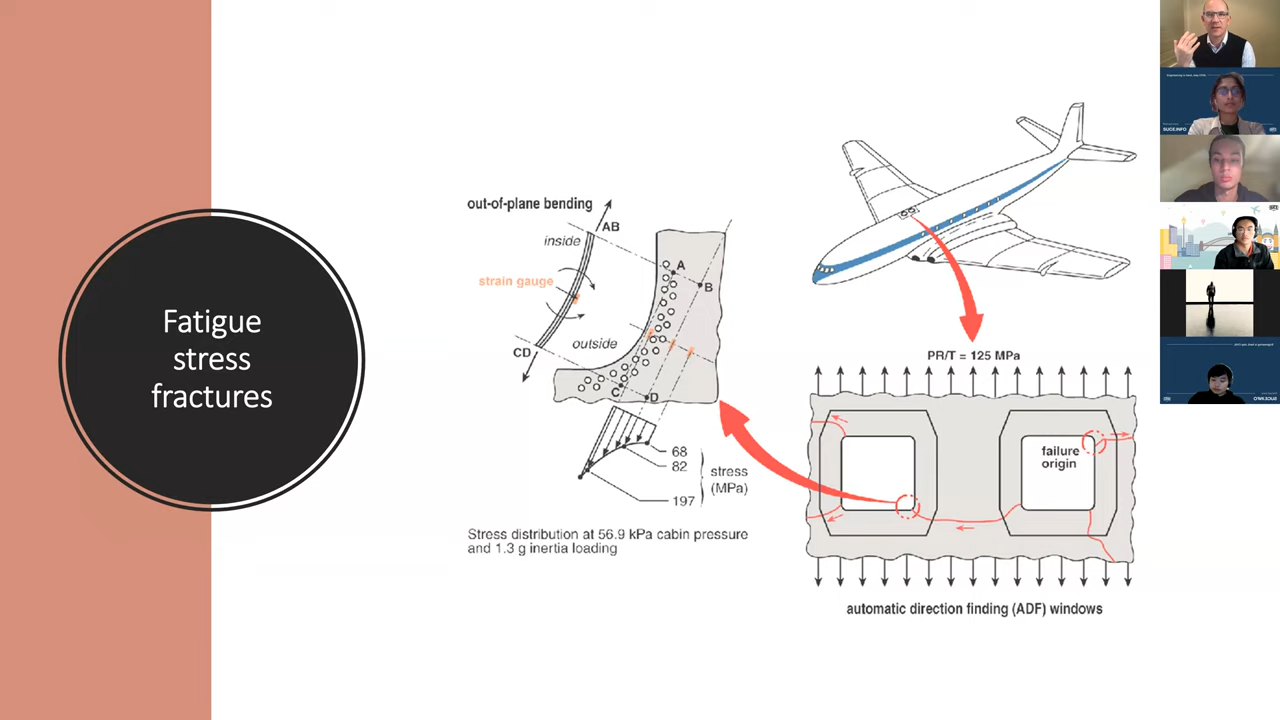 Fatigue
stress
fractures
out-of-plane bending
AB
inside
strain gauge
outside
CD
A
B
C
D
68
82
197
stress
(MPa)
Stress distribution at 56.9 kPa cabin pressure
and 1.3 g inertia loading
PR/T = 125 MPa
failure
origin
automatic direction finding (ADF) windows
SUDE.INFO